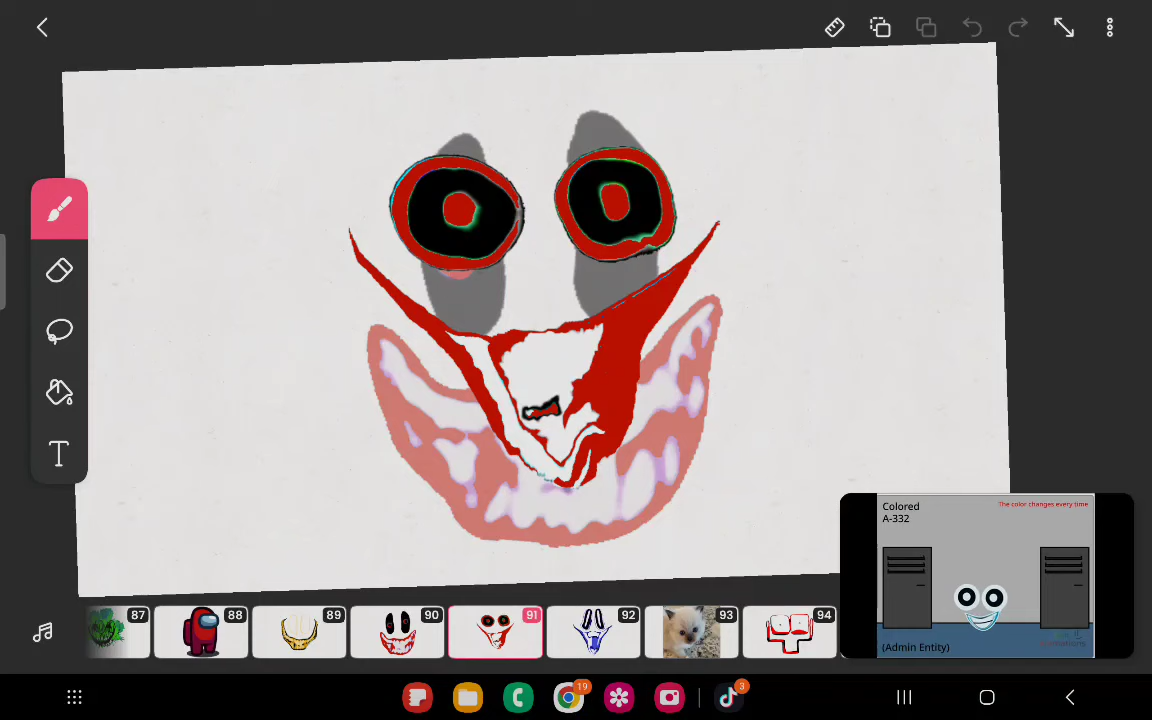 Colored
A-332
The color changes every time
(Admin Entity)
T
87
88
89
90
91
92
93
94
19
3